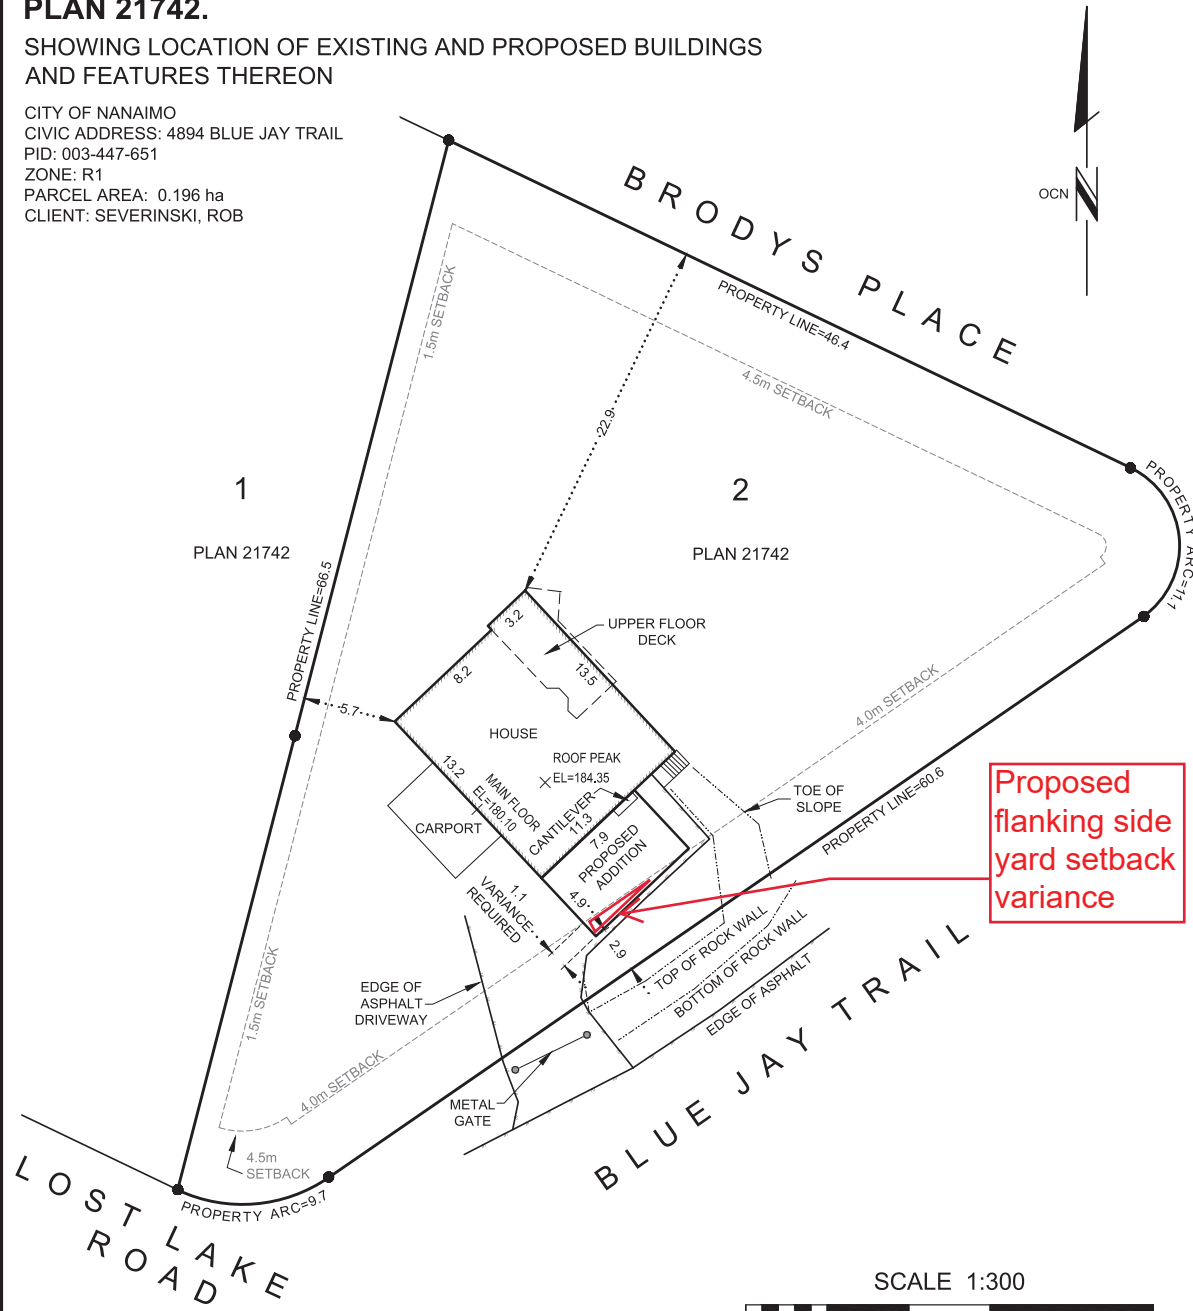 PLAN 21742.
SHOWING LOCATION OF EXISTING AND PROPOSED BUILDINGS
AND FEATURES THEREON
CITY OF NANAIMO
CIVIC ADDRESS: 4894 BLUE JAY TRAIL
PID: 003-447-651
ZONE: R1
PARCEL AREA: 0.196 ha
CLIENT: SEVERINSKI, ROB
OCN
N
BRODYS PLACE
PROPERTY LINE=46.4
1.5m SETBACK
4.5m SETBACK
22.9
PROPERTY ARC=11.1
1
PLAN 21742
2
PLAN 21742
PROPERTY LINE=66.5
3.2
UPPER FLOOR
DECK
8.2
13.5
5.7
HOUSE
4.0m SETBACK
ROOF PEAK
EL=184.35
13.2
MAIN FLOOR
EL=180.10
CARPORT
CANTILEVER
11.3
7.9
PROPOSED
ADDITION
4.9
TOE OF
SLOPE
PROPERTY LINE=60.6
Proposed
flanking side
yard setback
variance
1.1
VARIANCE
REQUIRED
2.9
TOP OF ROCK WALL
BOTTOM OF ROCK WALL
EDGE OF ASPHALT
EDGE OF
ASPHALT
DRIVEWAY
1.5m SETBACK
4.0m SETBACK
METAL
GATE
BLUE JAY TRAIL
4.5m
SETBACK
PROPERTY ARC=9.7
LOST LAKE
ROAD
SCALE 1:300